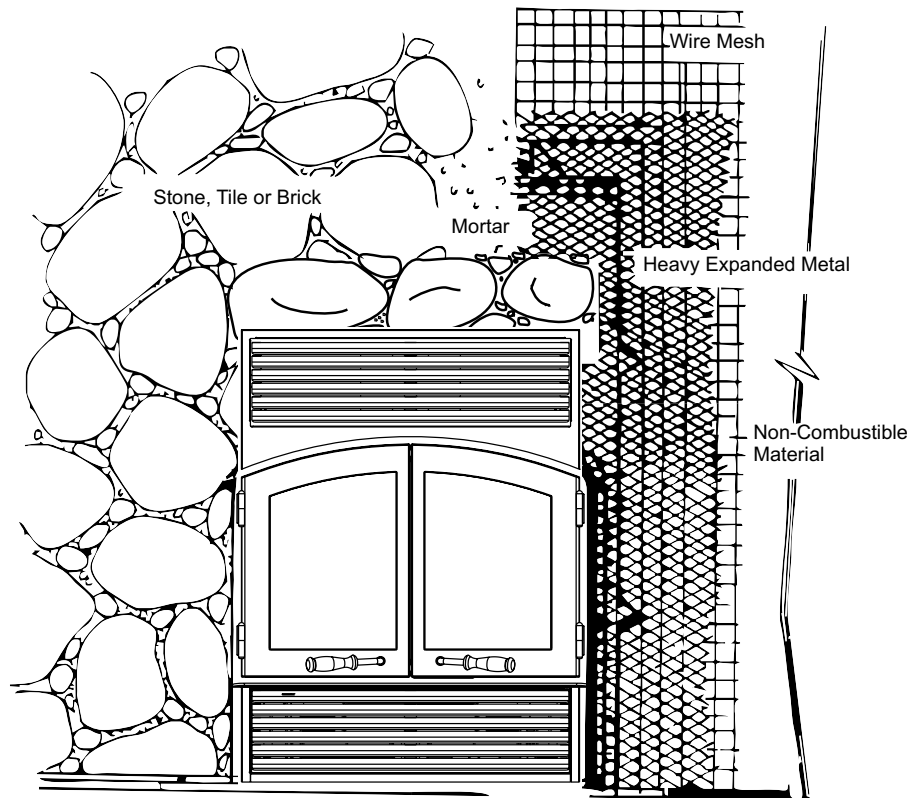 Wire Mesh
Stone, Tile or Brick
Mortar
Heavy Expanded Metal
Non-Combustible
Material